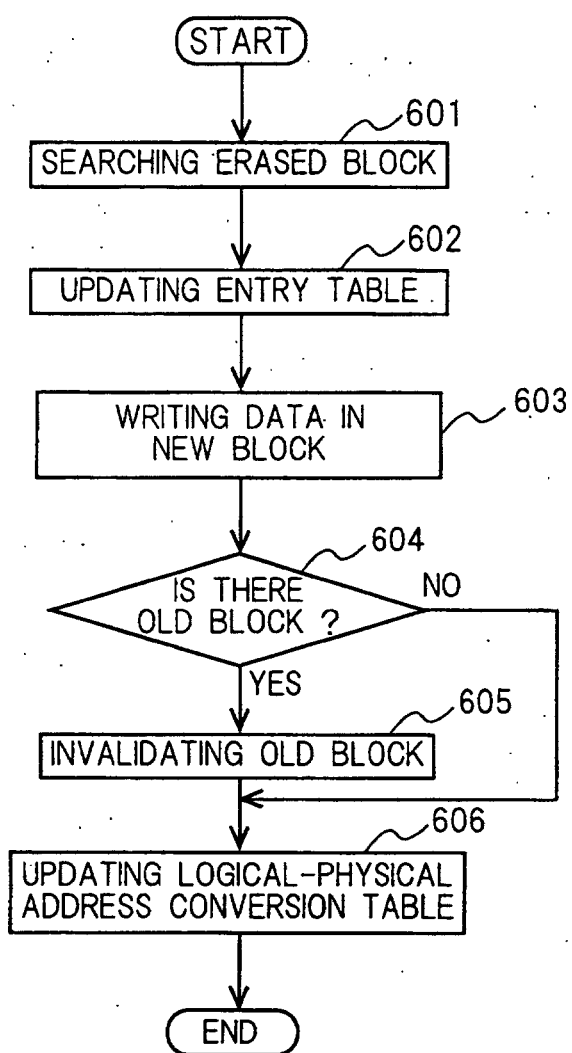 START
601
SEARCHING ERASED BLOCK
602
UPDATING ENTRY TABLE
603
WRITING DATA IN
NEW BLOCK
604
IS THERE
OLD BLOCK ?
NO
YES
605
INVALIDATING OLD BLOCK
606
UPDATING LOGICAL-PHYSICAL
ADDRESS CONVERSION TABLE
END